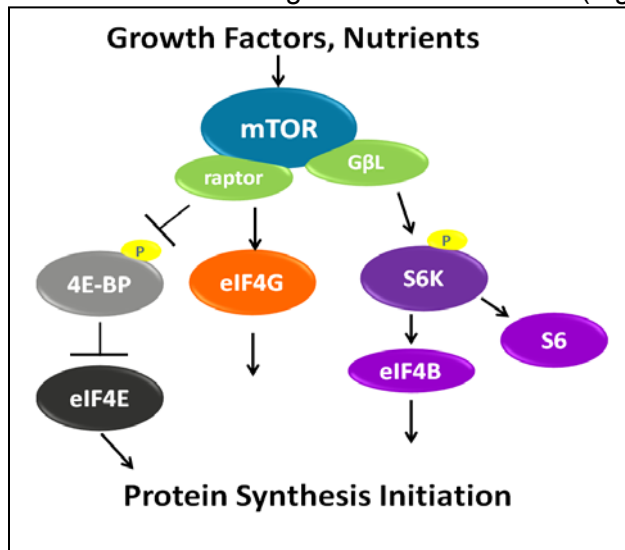 Growth Factors, Nutrients
mTOR
raptor
GβL
P
P
4E-BP
eIF4G
S6K
S6
eIF4E
eIF4B
Protein Synthesis Initiation